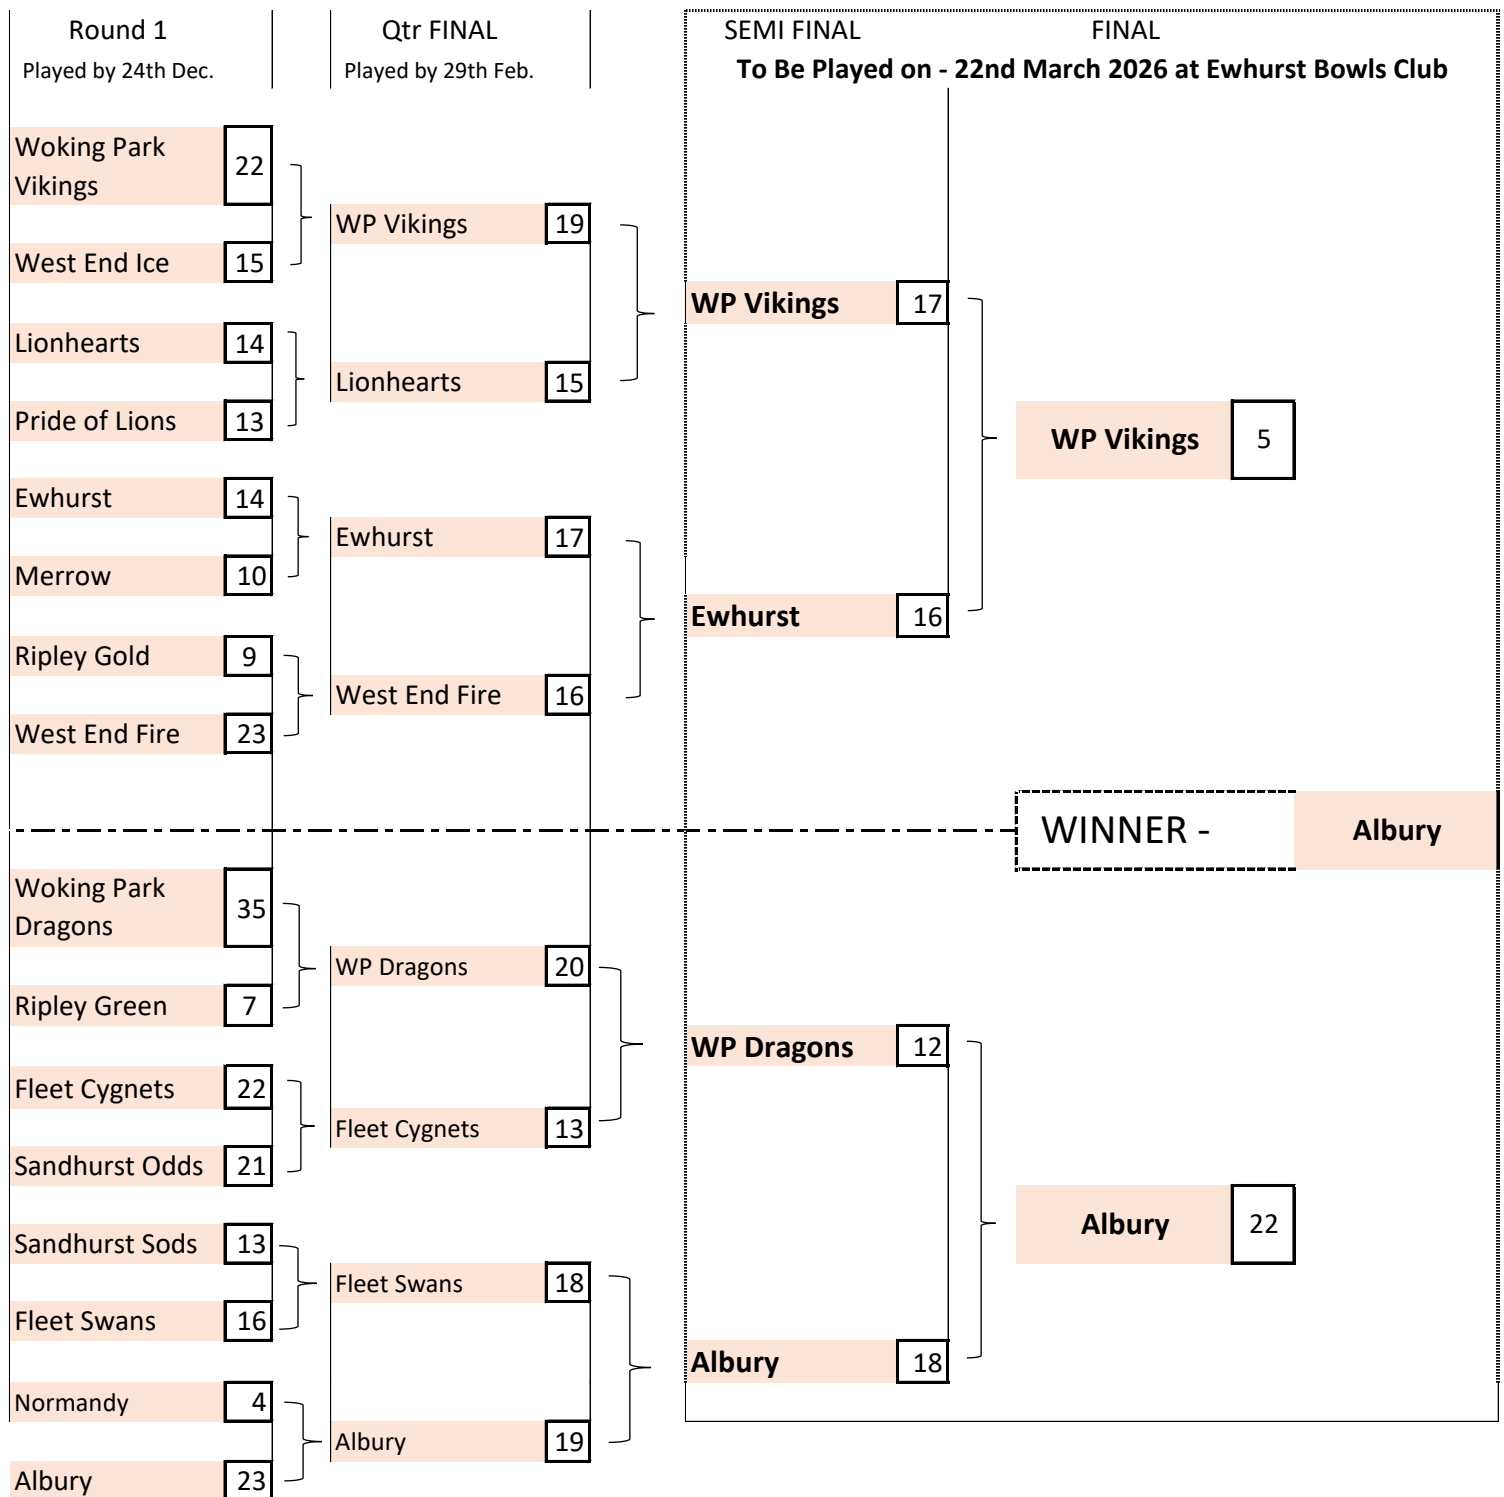 Round 1
Played by 24th Dec.
Qtr FINAL
Played by 29th Feb.
SEMI FINAL
FINAL
To Be Played on - 22nd March 2026 at Ewhurst Bowls Club
Woking Park
Vikings
22
West End Ice
15
Lionhearts
14
Pride of Lions
13
Ewhurst
14
Merrow
10
Ripley Gold
9
West End Fire
23
Woking Park
Dragons
35
Ripley Green
7
Fleet Cygnets
22
Sandhurst Odds
21
Sandhurst Sods
13
Fleet Swans
16
Normandy
4
Albury
23
WP Vikings
19
Lionhearts
15
Ewhurst
17
West End Fire
16
WP Dragons
20
Fleet Cygnets
13
Fleet Swans
18
Albury
19
WP Vikings
17
Ewhurst
16
WP Dragons
12
Albury
18
WP Vikings
5
WINNER -
Albury
Albury
22